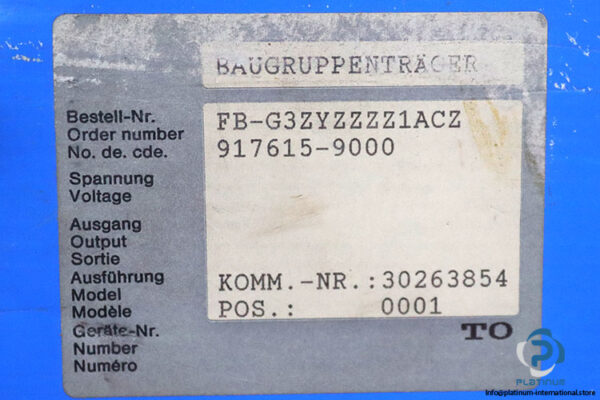 BAUGRUPPENTRÄGER
Bestell-Nr.
Order number
No. de. cde.
FB-G3ZYZZZZ1ACZ
917615-9000
Spannung
Voltage
Ausgang
Output
Sortie
Ausführung
Model
Modèle
KOMM.-NR.:30263854
POS.: 0001
Geräte-Nr.
Number
Numéro
TO
PLATINUM
info@platinum-international.store